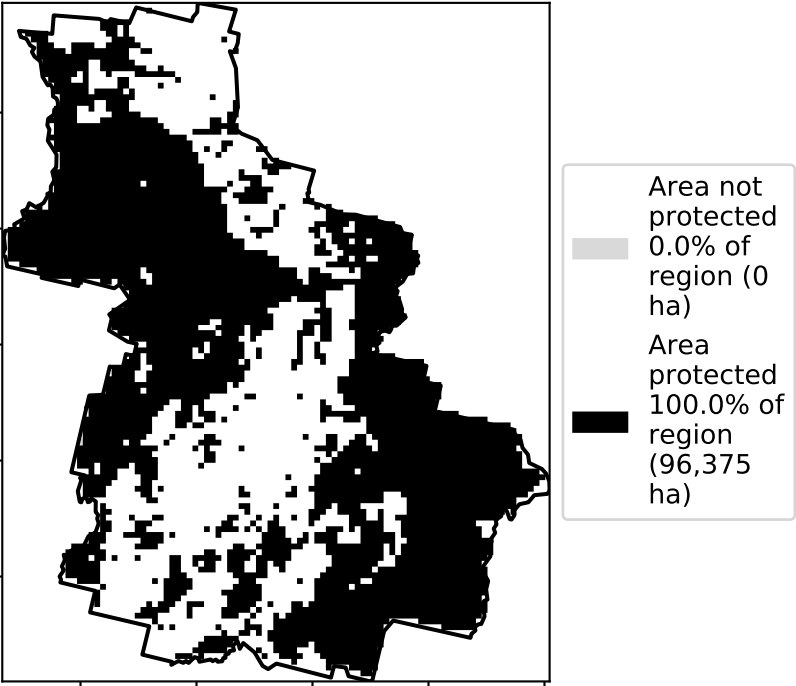 Area not
protected
0.0% of
region (0
ha)
Area
protected
100.0% of
region
(96,375
ha)